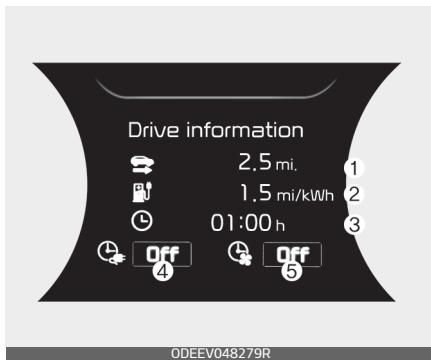 Drive information
2.5 mi. 1
1.5 mi/kWh 2
01:00 h 3
Off Off
4 5
ODEEV048279R